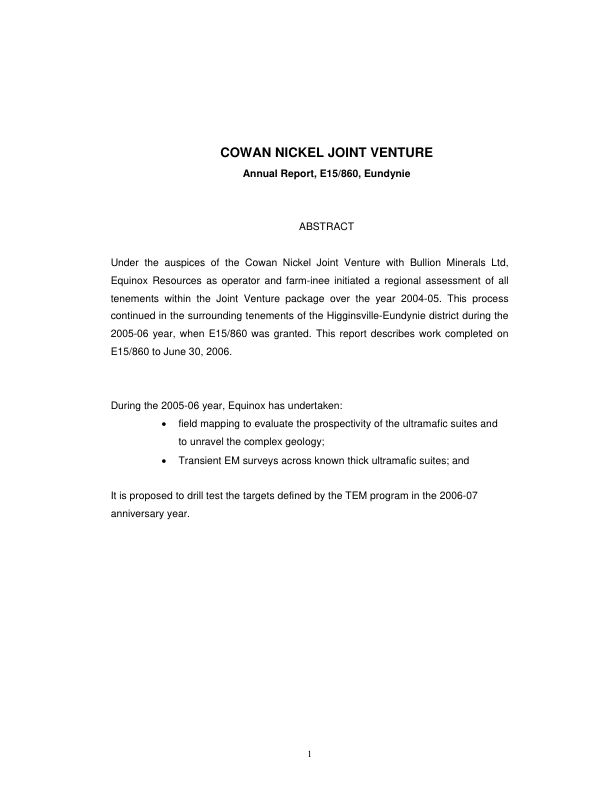 COWAN NICKEL JOINT VENTURE
Annual Report, E15/860, Eundynie
ABSTRACT
Under the auspices of the Cowan Nickel Joint Venture with Bullion Minerals Ltd,
Equinox Resources as operator and farm-inee initiated a regional assessment of all
tenements within the Joint Venture package over the year 2004-05. This process
continued in the surrounding tenements of the Higginsville-Eundynie district during the
2005-06 year, when E15/860 was granted. This report describes work completed on
E15/860 to June 30, 2006.
During the 2005-06 year, Equinox has undertaken:
• field mapping to evaluate the prospectivity of the ultramafic suites and
to unravel the complex geology;
• Transient EM surveys across known thick ultramafic suites; and
It is proposed to drill test the targets defined by the TEM program in the 2006-07
anniversary year.
1